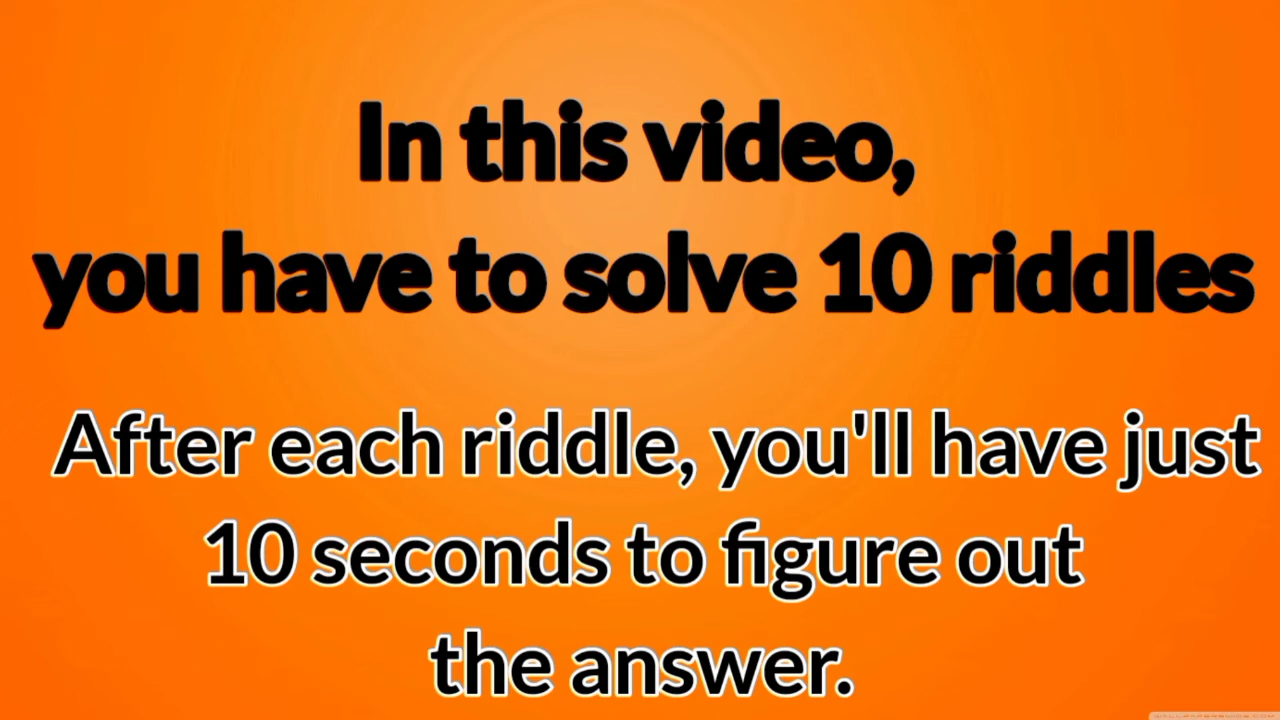 In this video,
you have to solve 10 riddles
After each riddle, you'll have just
10 seconds to figure out
the answer.